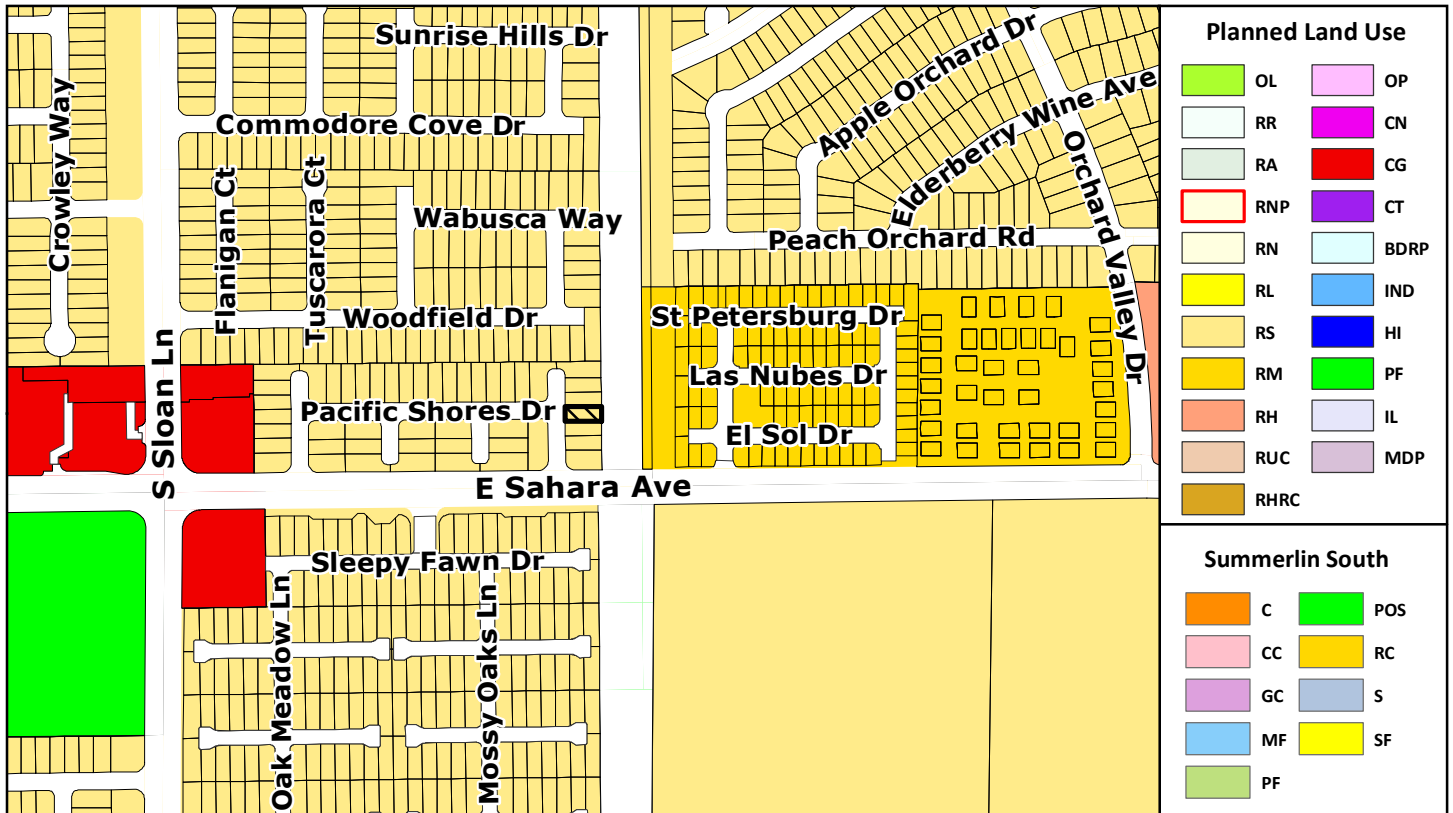 Sunrise Hills Dr
Crowley Way
Commodore Cove Dr
Flanigan Ct
Tuscarora Ct
Wabusca Way
Woodfield Dr
S Sloan Ln
Pacific Shores Dr
Apple Orchard Dr
Elderberry Wine Ave
Orchard Valley Dr
Peach Orchard Rd
St Petersburg Dr
Las Nubes Dr
El Sol Dr
E Sahara Ave
Sleepy Fawn Dr
Oak Meadow Ln
Mossy Oaks Ln
Planned Land Use
OL
RR
RA
RNP
RN
RL
RS
RM
RH
RUC
RHRC
OP
CN
CG
CT
BDRP
IND
HI
PF
IL
MDP
Summerlin South
C
CC
GC
MF
PF
POS
RC
S
SF